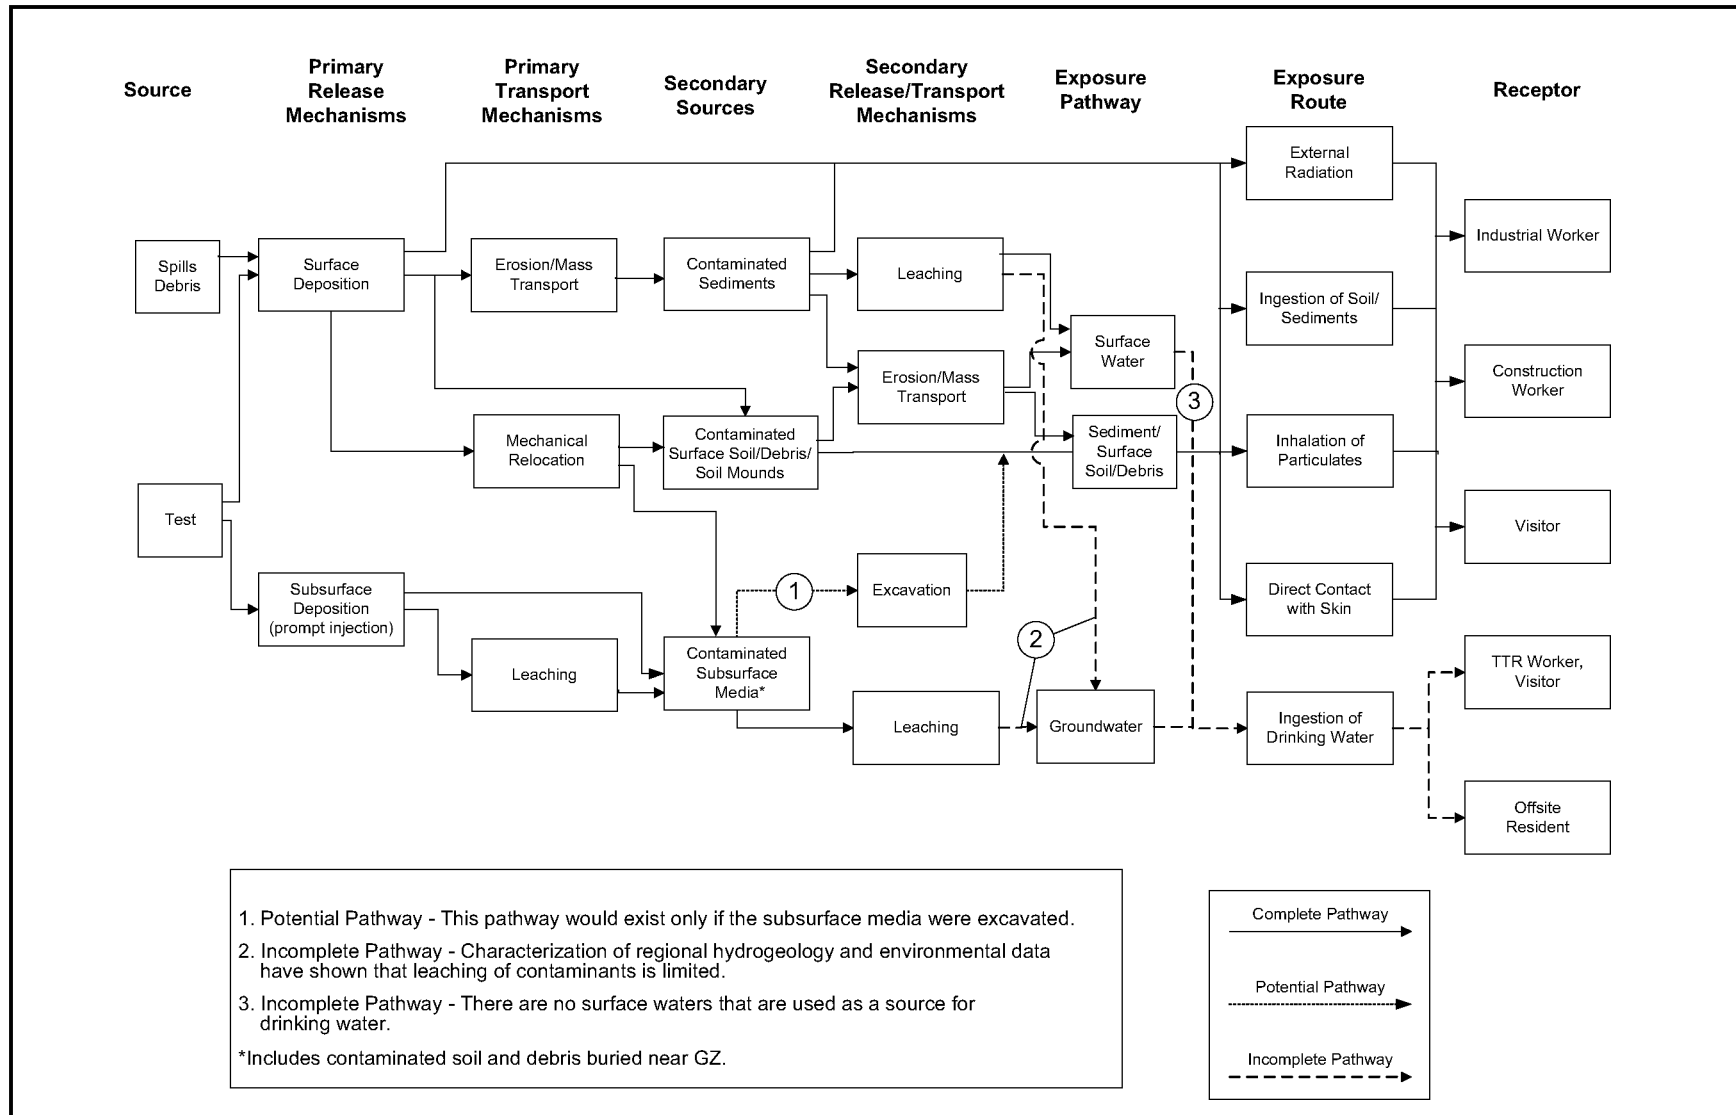 Source
Primary
Release
Mechanisms
Primary
Transport
Mechanisms
Secondary
Sources
Secondary
Release/Transport
Mechanisms
Exposure
Pathway
Exposure
Route
Receptor
External
Radiation
Industrial Worker
Spills
Debris
Surface
Deposition
Erosion/Mass
Transport
Contaminated
Sediments
Leaching
Ingestion of Soil/
Sediments
Surface
Water
Erosion/Mass
Transport
Construction
Worker
3
Mechanical
Relocation
Contaminated
Surface Soil/Debris/
Soil Mounds
Sediment/
Surface
Soil/Debris
Inhalation of
Particulates
Test
Visitor
Subsurface
Deposition
(prompt injection)
1
Excavation
Direct Contact
with Skin
2
Leaching
Contaminated
Subsurface
Media*
TTR Worker,
Visitor
Leaching
Groundwater
Ingestion of
Drinking Water
Offsite
Resident
1. Potential Pathway - This pathway would exist only if the subsurface media were excavated.
2. Incomplete Pathway - Characterization of regional hydrogeology and environmental data
have shown that leaching of contaminants is limited.
3. Incomplete Pathway - There are no surface waters that are used as a source for
drinking water.
*Includes contaminated soil and debris buried near GZ.
Complete Pathway
Potential Pathway
Incomplete Pathway